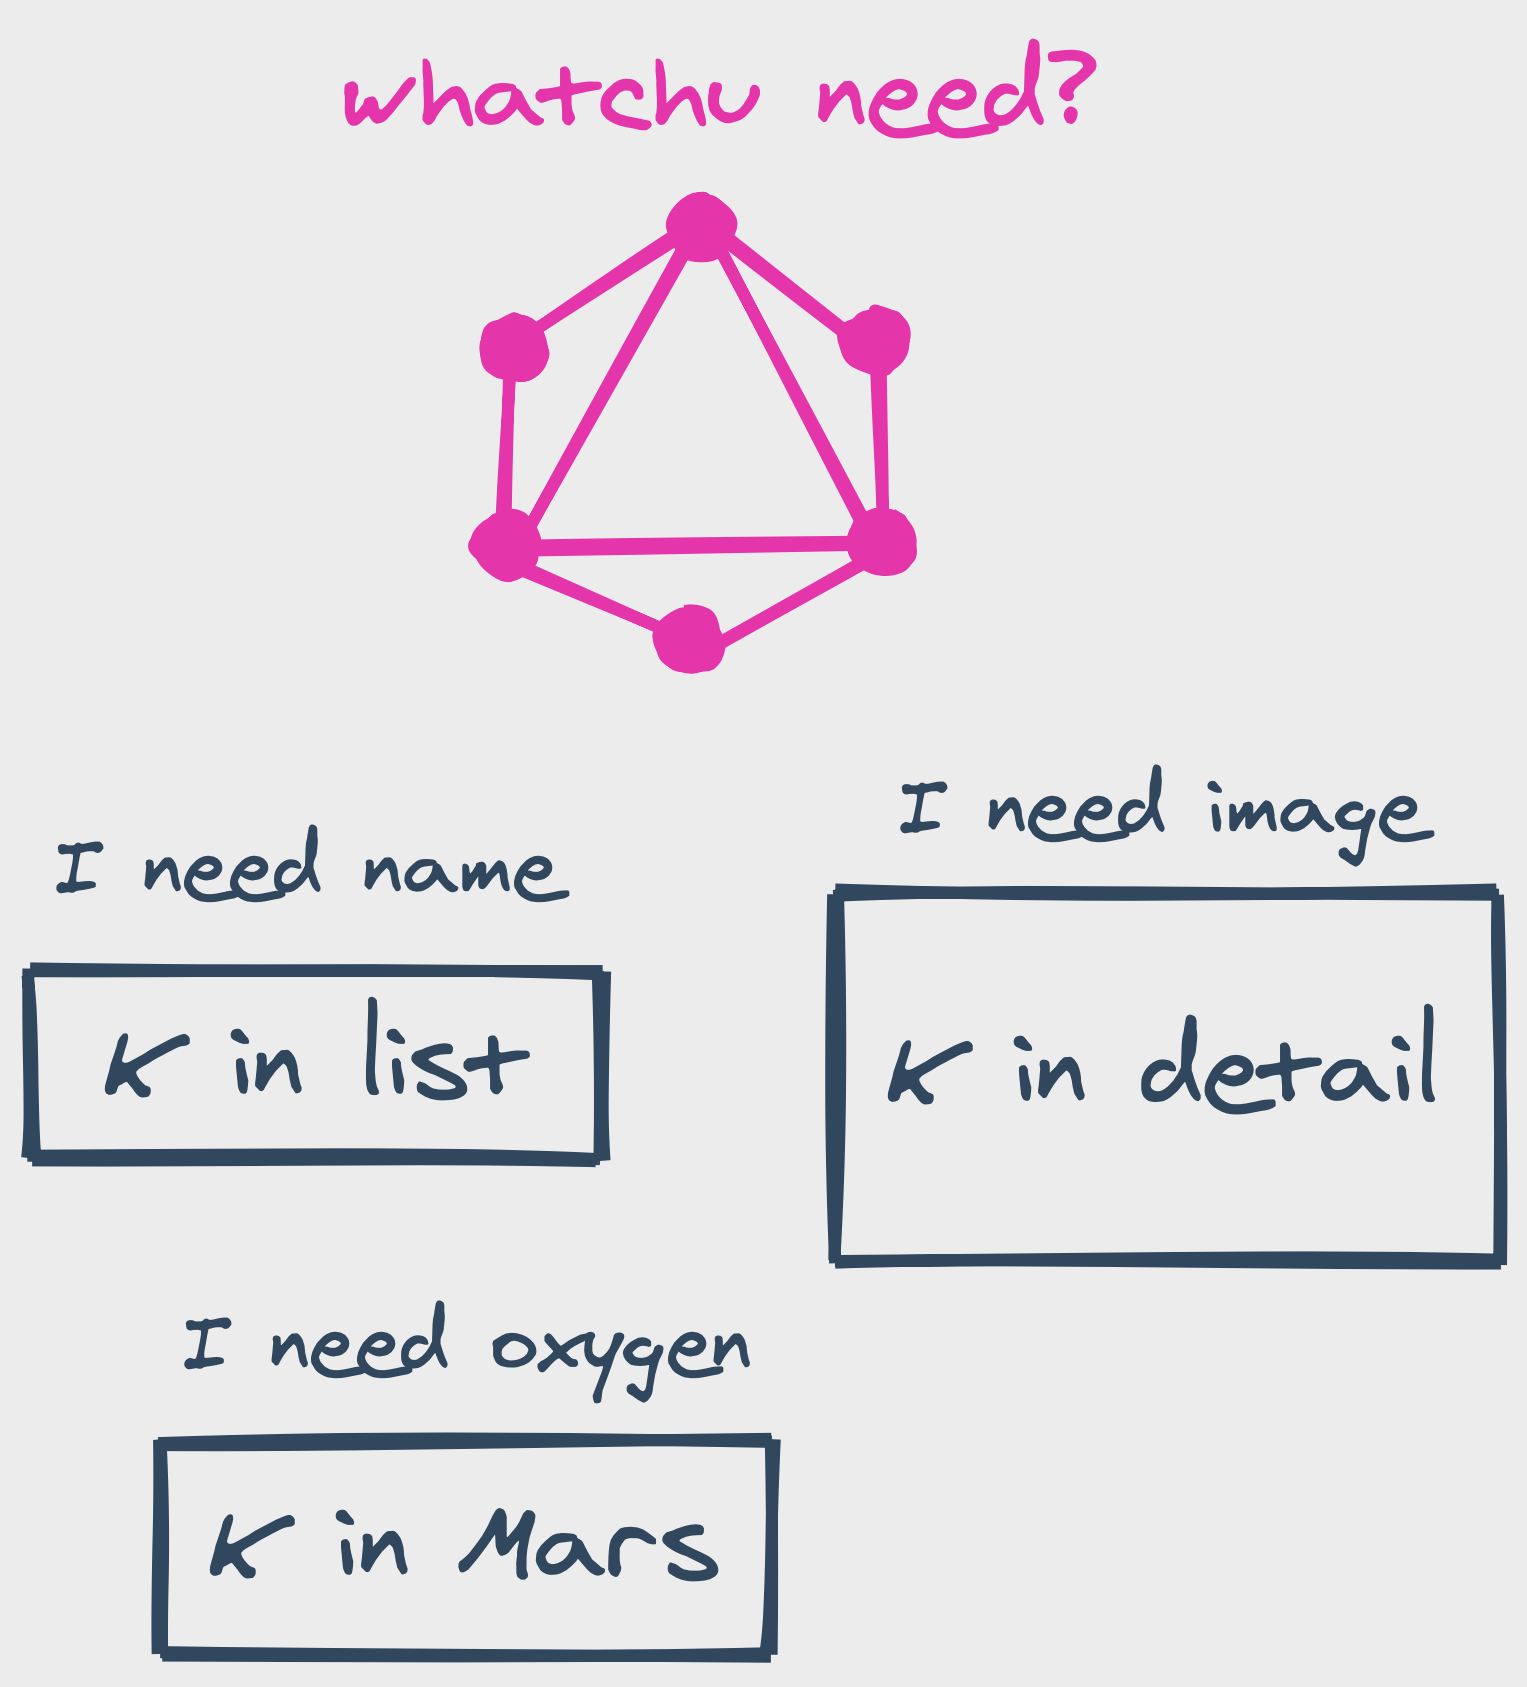 whatchu need?
I need name
K in list
I need image
K in detail
I need oxygen
K in Mars